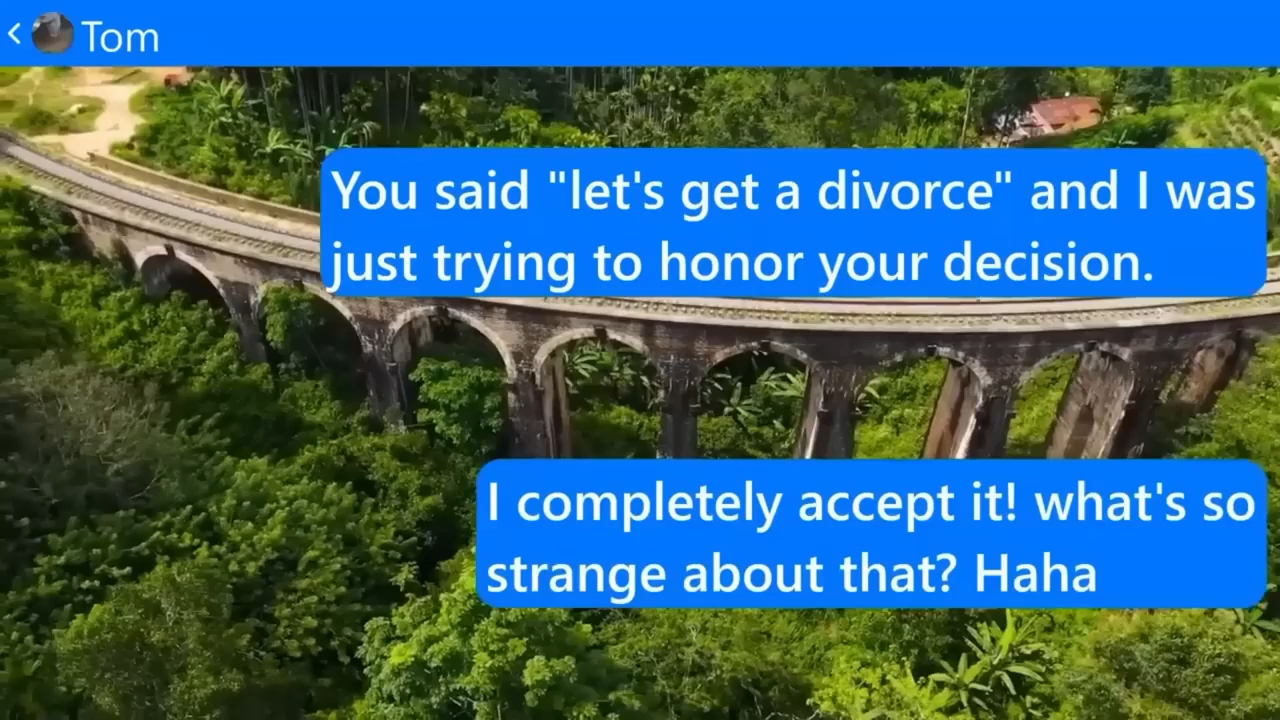 Tom
You said "let's get a divorce" and I was
just trying to honor your decision.
I completely accept it! what's so
strange about that? Haha